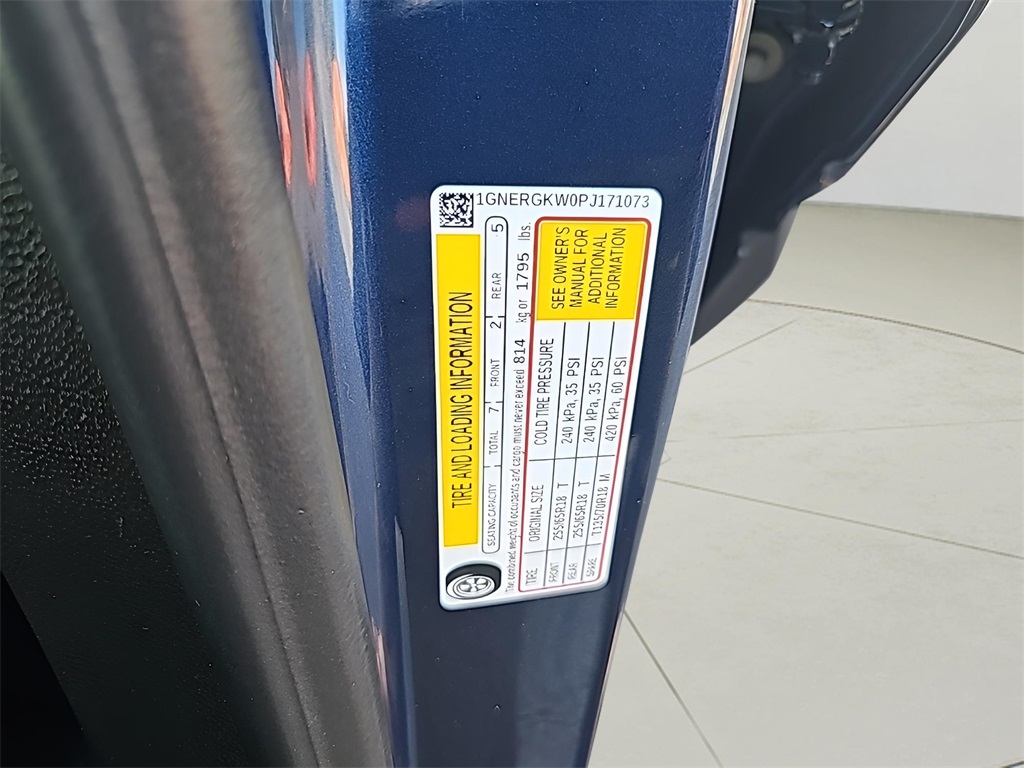 1GNERGKW0PJ171073
TIRE AND LOADING INFORMATION
SEATING CAPACITY TOTAL 7 FRONT 2 REAR 5
The combined weight of occupants and cargo must never exceed 814 kg or 1795 lbs.
TIRE ORIGINAL SIZE COLD TIRE PRESSURE
FRONT 255/65R18 T 240 kPa, 35 PSI
REAR 255/65R18 T 240 kPa, 35 PSI
SPARE T135/70R18 M 420 kPa, 60 PSI
SEE OWNER'S
MANUAL FOR
ADDITIONAL
INFORMATION